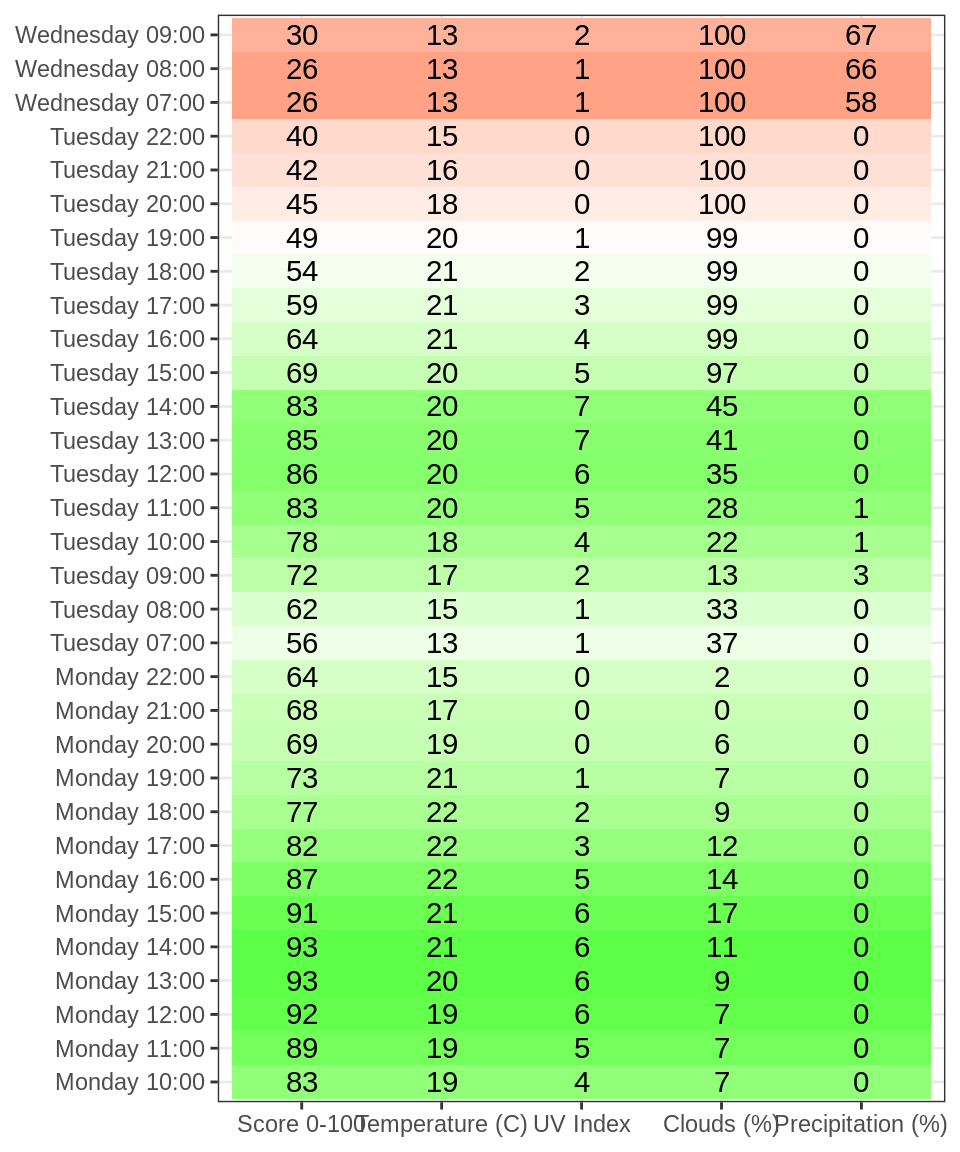 Wednesday 09:00 30 13 2 100 67
Wednesday 08:00 26 13 1 100 66
Wednesday 07:00 26 13 1 100 58
Tuesday 22:00 40 15 0 100 0
Tuesday 21:00 42 16 0 100 0
Tuesday 20:00 45 18 0 100 0
Tuesday 19:00 49 20 1 99 0
Tuesday 18:00 54 21 2 99 0
Tuesday 17:00 59 21 3 99 0
Tuesday 16:00 64 21 4 99 0
Tuesday 15:00 69 20 5 97 0
Tuesday 14:00 83 20 7 45 0
Tuesday 13:00 85 20 7 41 0
Tuesday 12:00 86 20 6 35 0
Tuesday 11:00 83 20 5 28 1
Tuesday 10:00 78 18 4 22 1
Tuesday 09:00 72 17 2 13 3
Tuesday 08:00 62 15 1 33 0
Tuesday 07:00 56 13 1 37 0
Monday 22:00 64 15 0 2 0
Monday 21:00 68 17 0 0 0
Monday 20:00 69 19 0 6 0
Monday 19:00 73 21 1 7 0
Monday 18:00 77 22 2 9 0
Monday 17:00 82 22 3 12 0
Monday 16:00 87 22 5 14 0
Monday 15:00 91 21 6 17 0
Monday 14:00 93 21 6 11 0
Monday 13:00 93 20 6 9 0
Monday 12:00 92 19 6 7 0
Monday 11:00 89 19 5 7 0
Monday 10:00 83 19 4 7 0
Score 0-100 Temperature (C) UV Index Clouds (%) Precipitation (%)